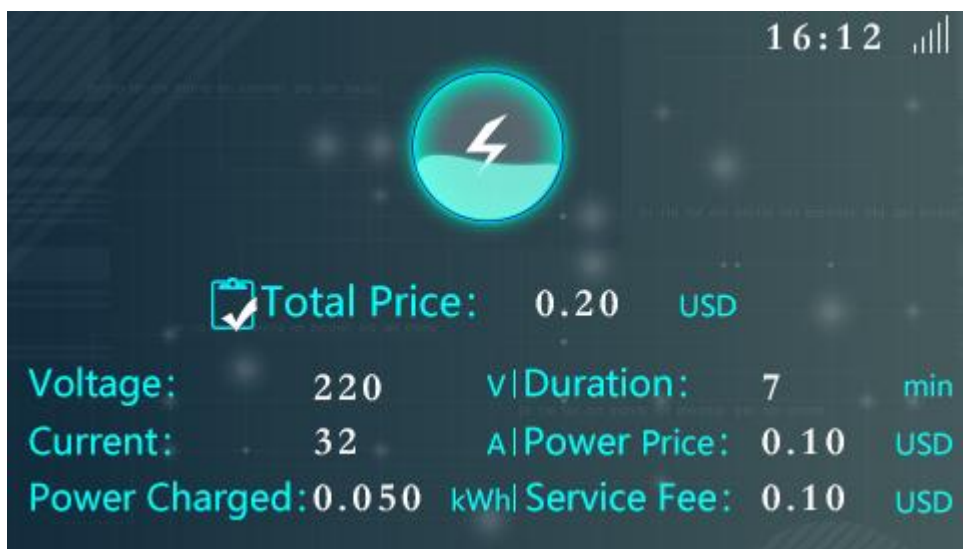 16:12
Total Price: 0.20 USD
Voltage: 220 V|Duration: 7 min
Current: 32 A|Power Price: 0.10 USD
Power Charged:0.050 kWh|Service Fee: 0.10 USD